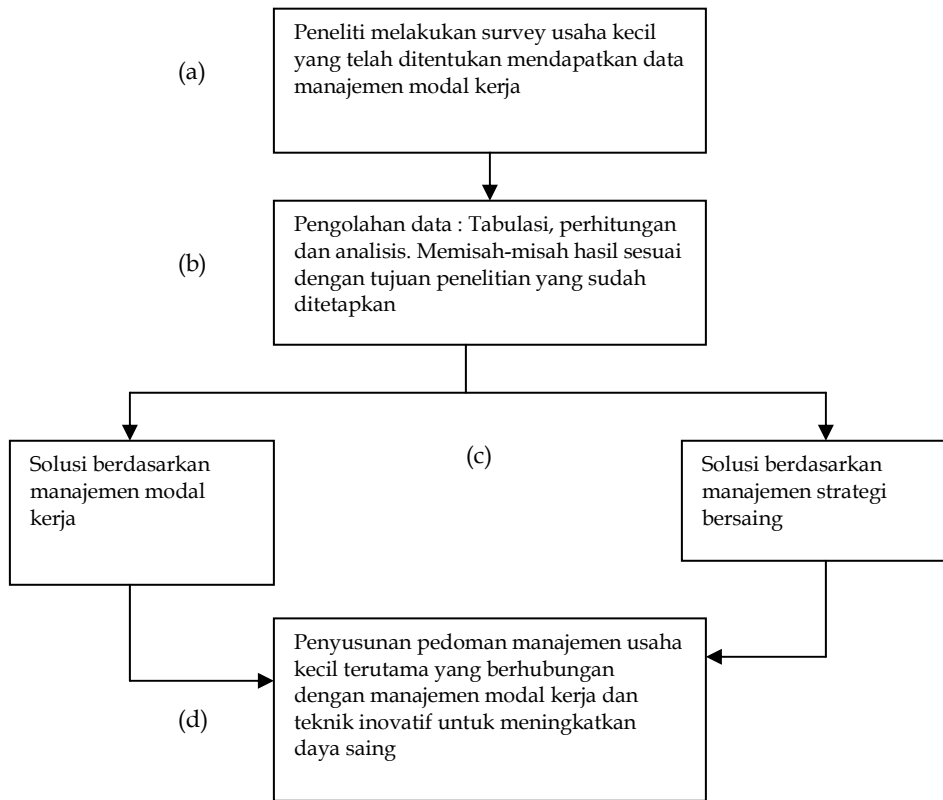 (a)
Peneliti melakukan survey usaha kecil
yang telah ditentukan mendapatkan data
manajemen modal kerja
(b)
Pengolahan data : Tabulasi, perhitungan
dan analisis. Memisah-misah hasil sesuai
dengan tujuan penelitian yang sudah
ditetapkan
Solusi berdasarkan
manajemen modal
kerja
(c)
Solusi berdasarkan
manajemen strategi
bersaing
(d)
Penyusunan pedoman manajemen usaha
kecil terutama yang berhubungan
dengan manajemen modal kerja dan
teknik inovatif untuk meningkatkan
daya saing